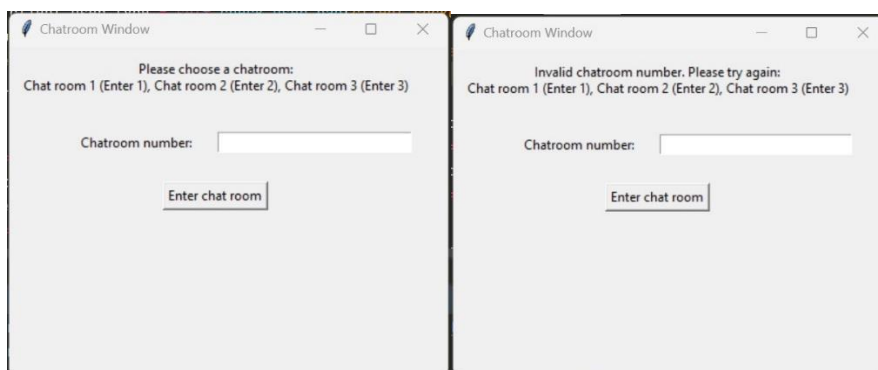 Chatroom Window
Please choose a chatroom:
Chat room 1 (Enter 1), Chat room 2 (Enter 2), Chat room 3 (Enter 3)
Chatroom number:
Enter chat room
Chatroom Window
Invalid chatroom number. Please try again:
Chat room 1 (Enter 1), Chat room 2 (Enter 2), Chat room 3 (Enter 3)
Chatroom number:
Enter chat room